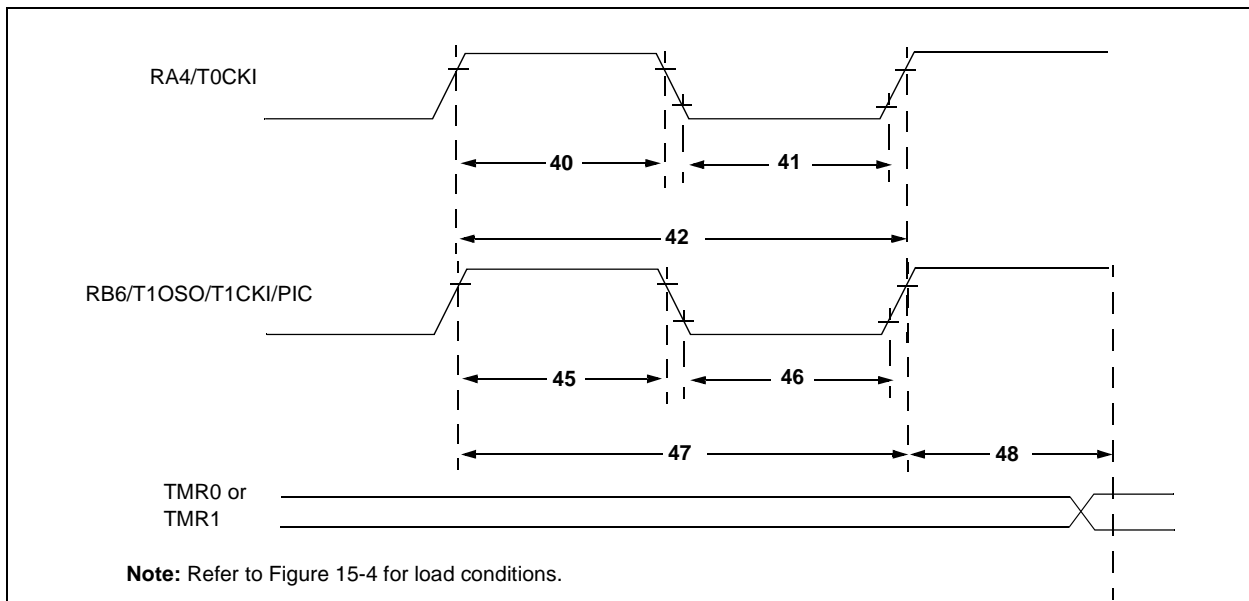 RA4/T0CKI
40
41
42
RB6/T1OSO/T1CKI/PIC
45
46
47
48
TMR0 or
TMR1
Note: Refer to Figure 15-4 for load conditions.